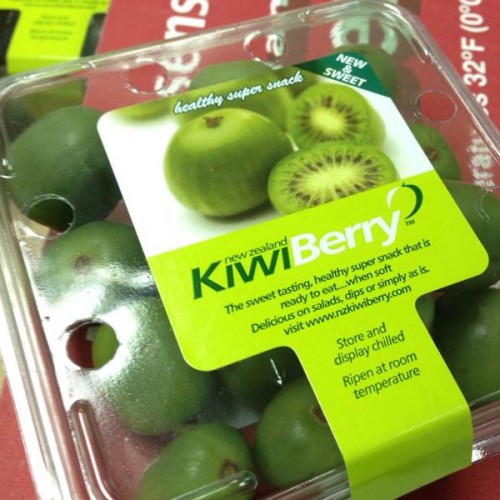 healthy super snack
NEW
&
SWEET
new zealand
KiwiBerry™
The sweet tasting, healthy super snack that is
ready to eat....when soft
Delicious on salads, dips or simply as is.
visit www.nzkiwiberry.com
Store and
display chilled
Ripen at room
temperature
32°F (0°